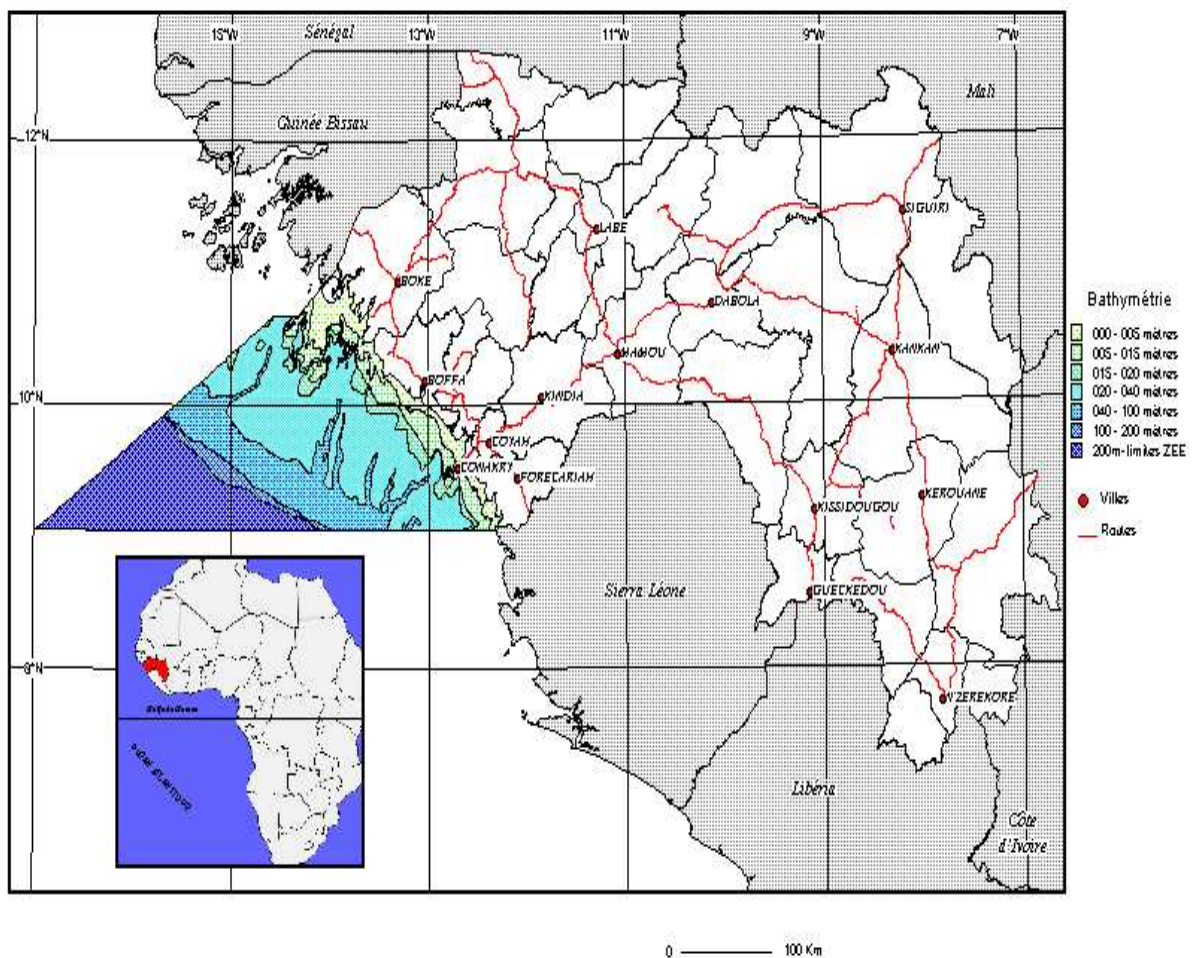 Sénégal
15°W
13°W
11°W
9°W
7°W
Mali
Guinée Bissau
12°N
SIGUIRI
LABE
BOKE
DABOLA
MAMOU
KANKAN
BOFFA
10°N
KINDIA
COYAH
CONAKRY
FORECARIAH
KEROUANE
KISSIDOUGOU
Sierra Léone
GUECKEDOU
8°N
N'ZEREKORE
Libéria
Côte
d'Ivoire
Bathymétrie
000 - 005 mètres
005 - 015 mètres
015 - 020 mètres
020 - 040 mètres
040 - 100 mètres
100 - 200 mètres
200m-limites ZEE
Villes
Routes
0
100 Km